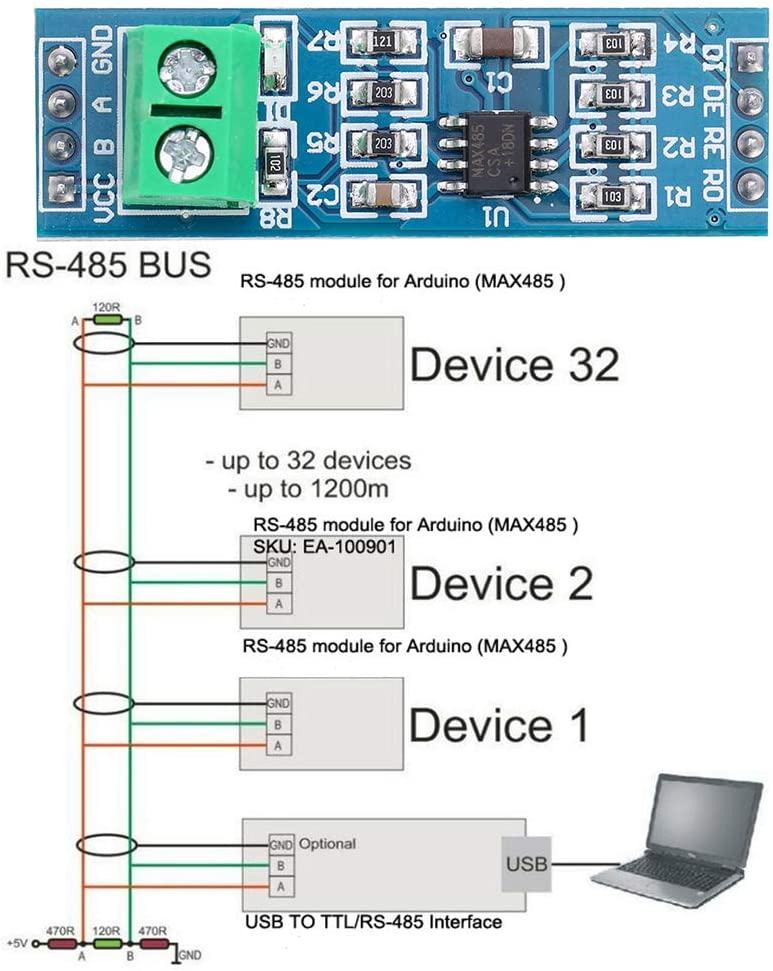 GND
A
B
VCC
D1
R8
R7
R6
R5
C2
121
203
203
102
C1
MAX485
CSA
+18DN
U1
103
103
103
103
R4
R3
R2
R1
DI
DE
RE
RO
RS-485 BUS
RS-485 module for Arduino (MAX485 )
A 120R B
GND
B
A
Device 32
- up to 32 devices
- up to 1200m
RS-485 module for Arduino (MAX485 )
SKU: EA-100901
GND
B
A
Device 2
RS-485 module for Arduino (MAX485 )
GND
B
A
Device 1
GND Optional
B
A
USB
USB TO TTL/RS-485 Interface
+5V 470R 120R 470R
A B GND